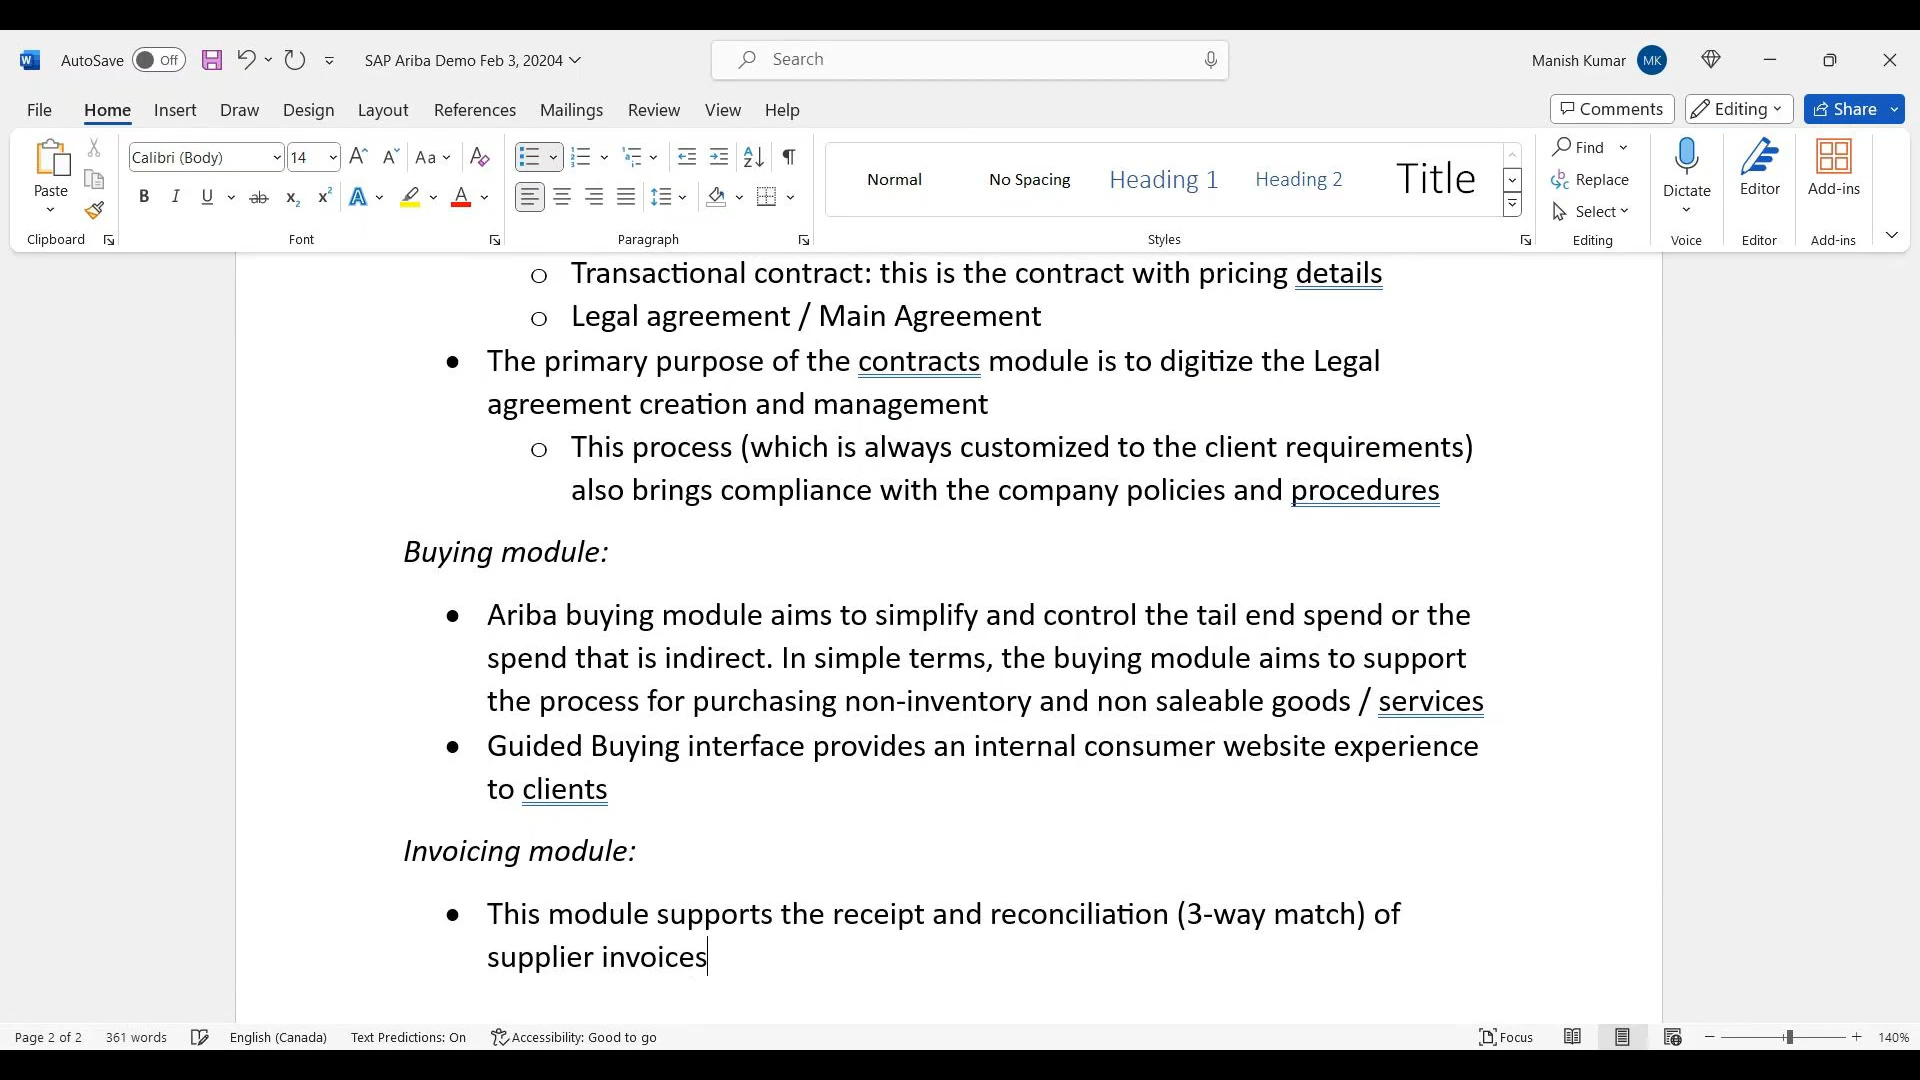 AutoSave Off SAP Ariba Demo Feb 3, 20204 Search Manish Kumar MK
File Home Insert Draw Design Layout References Mailings Review View Help Comments Editing Share
Paste
Clipboard
Calibri (Body) 14
Font
Paragraph
Normal No Spacing Heading 1 Heading 2 Title
Styles
Find
Replace
Select
Editing
Dictate
Voice
Editor
Editor
Add-ins
Add-ins
o Transactional contract: this is the contract with pricing details
o Legal agreement / Main Agreement
• The primary purpose of the contracts module is to digitize the Legal
agreement creation and management
o This process (which is always customized to the client requirements)
also brings compliance with the company policies and procedures
Buying module:
• Ariba buying module aims to simplify and control the tail end spend or the
spend that is indirect. In simple terms, the buying module aims to support
the process for purchasing non-inventory and non saleable goods / services
• Guided Buying interface provides an internal consumer website experience
to clients
Invoicing module:
• This module supports the receipt and reconciliation (3-way match) of
supplier invoices
Page 2 of 2 361 words English (Canada) Text Predictions: On Accessibility: Good to go Focus 140%